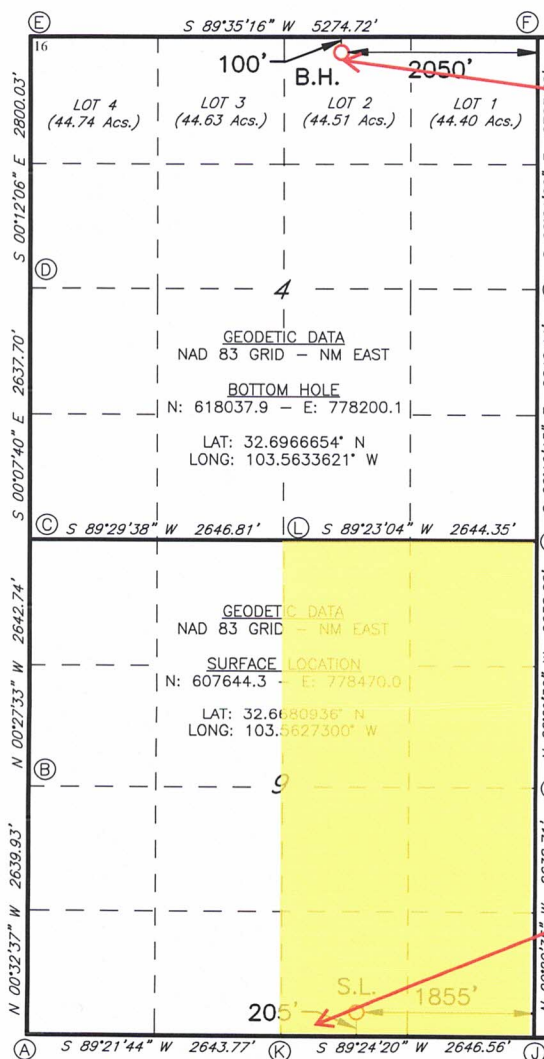 E S 89°35'16" W 5274.72' F
16
100' B.H. 2050'
LOT 4 LOT 3 LOT 2 LOT 1
(44.74 Acs.) (44.63 Acs.) (44.51 Acs.) (44.40 Acs.)
S 00°12'06" E 2800.03'
D
4
GEODETIC DATA
NAD 83 GRID – NM EAST
BOTTOM HOLE
N: 618037.9 – E: 778200.1
LAT: 32.6966654° N
LONG: 103.5633621° W
S 00°07'40" E 2637.70'
C S 89°29'38" W 2646.81' L S 89°23'04" W 2644.35'
GEODETIC DATA
NAD 83 GRID – NM EAST
SURFACE LOCATION
N: 607644.3 – E: 778470.0
LAT: 32.6680936° N
LONG: 103.5627300° W
N 00°27'33" W 2642.74'
B
9
N 00°32'37" W 2639.93'
S.L.
205' 1855'
A S 89°21'44" W 2643.77' K S 89°24'20" W 2646.56' J